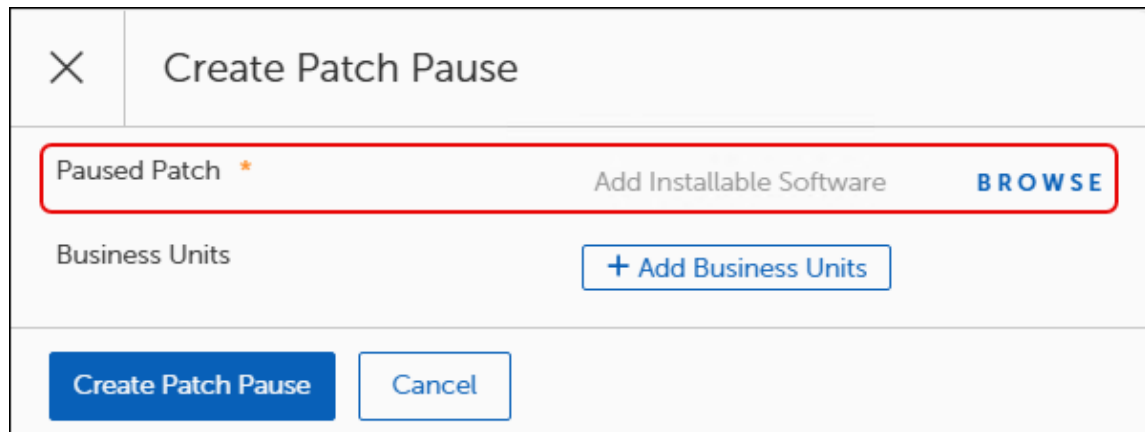 Create Patch Pause
Paused Patch *
Add Installable Software
BROWSE
Business Units
+ Add Business Units
Create Patch Pause
Cancel